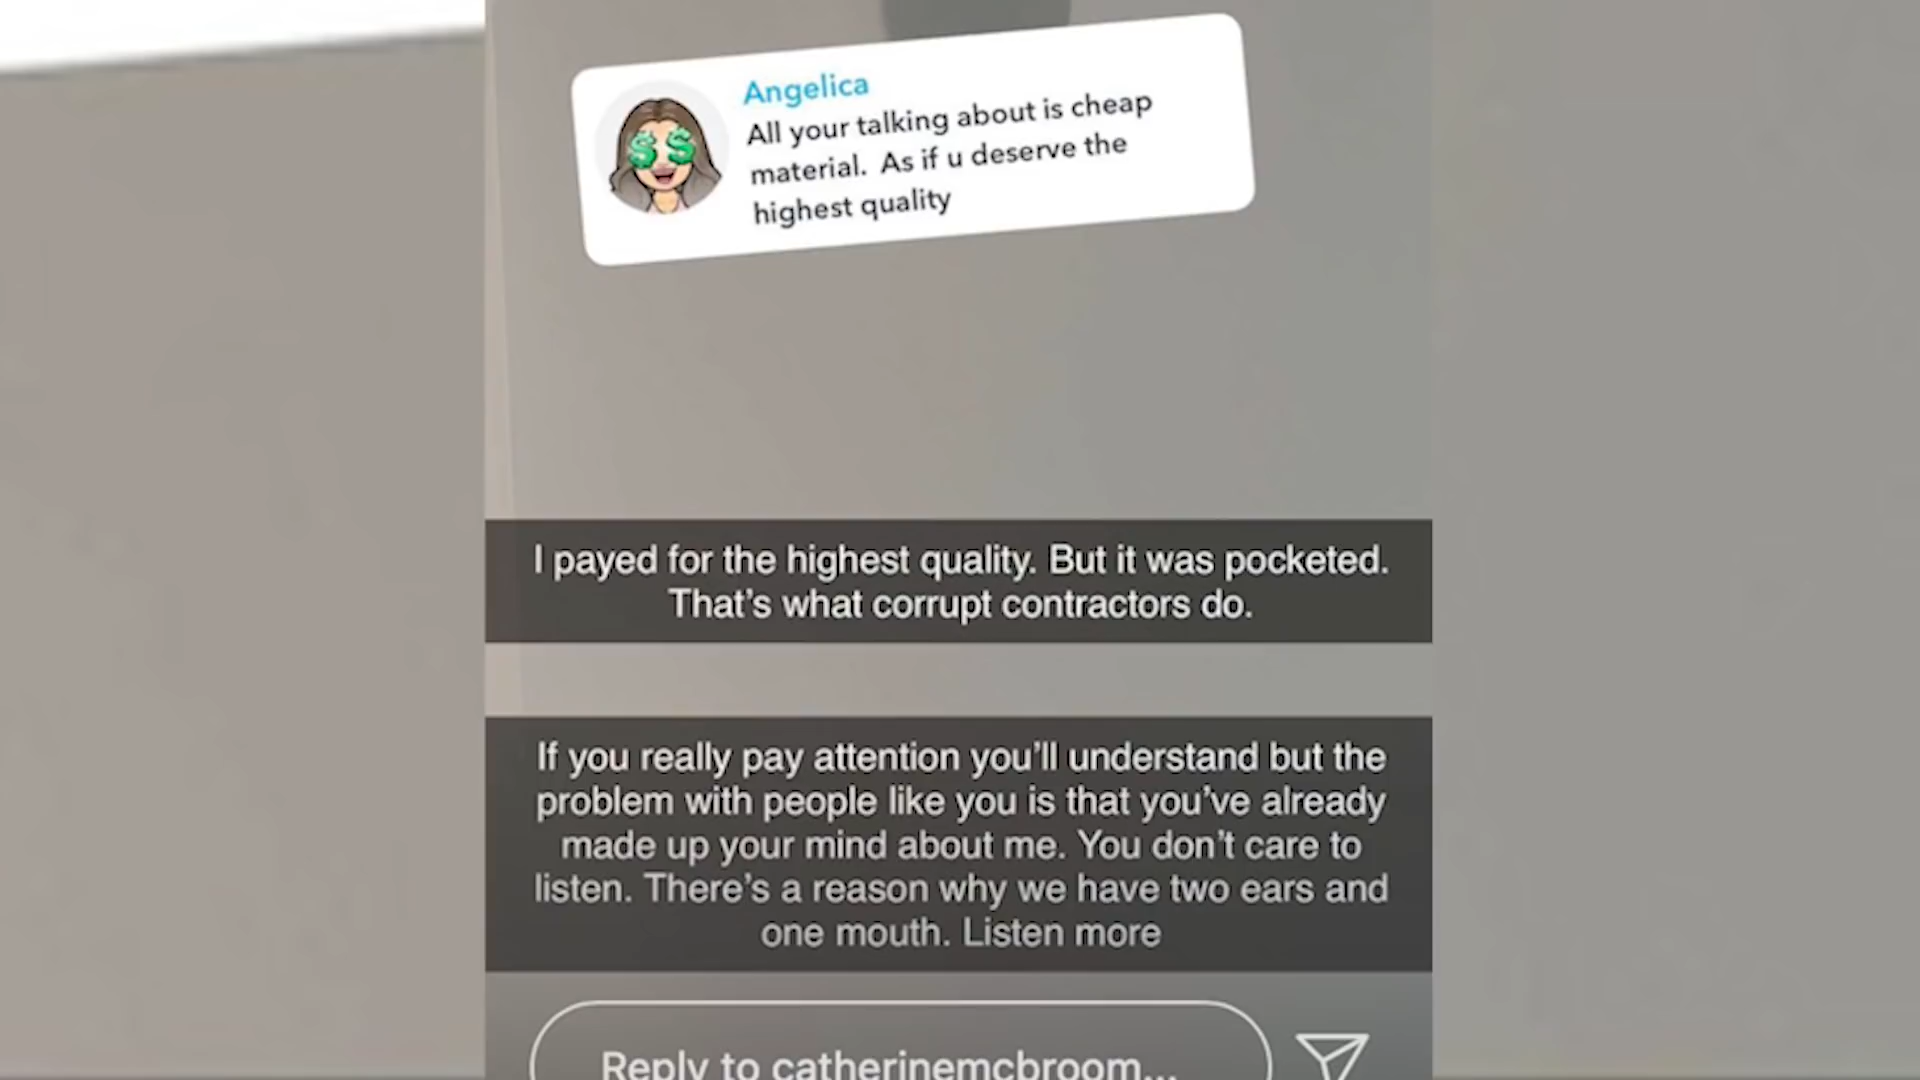 Angelica
All your talking about is cheap
material. As if u deserve the
highest quality
I payed for the highest quality. But it was pocketed.
That's what corrupt contractors do.
If you really pay attention you'll understand but the
problem with people like you is that you've already
made up your mind about me. You don't care to
listen. There's a reason why we have two ears and
one mouth. Listen more
Reply to catherinemcbroom...